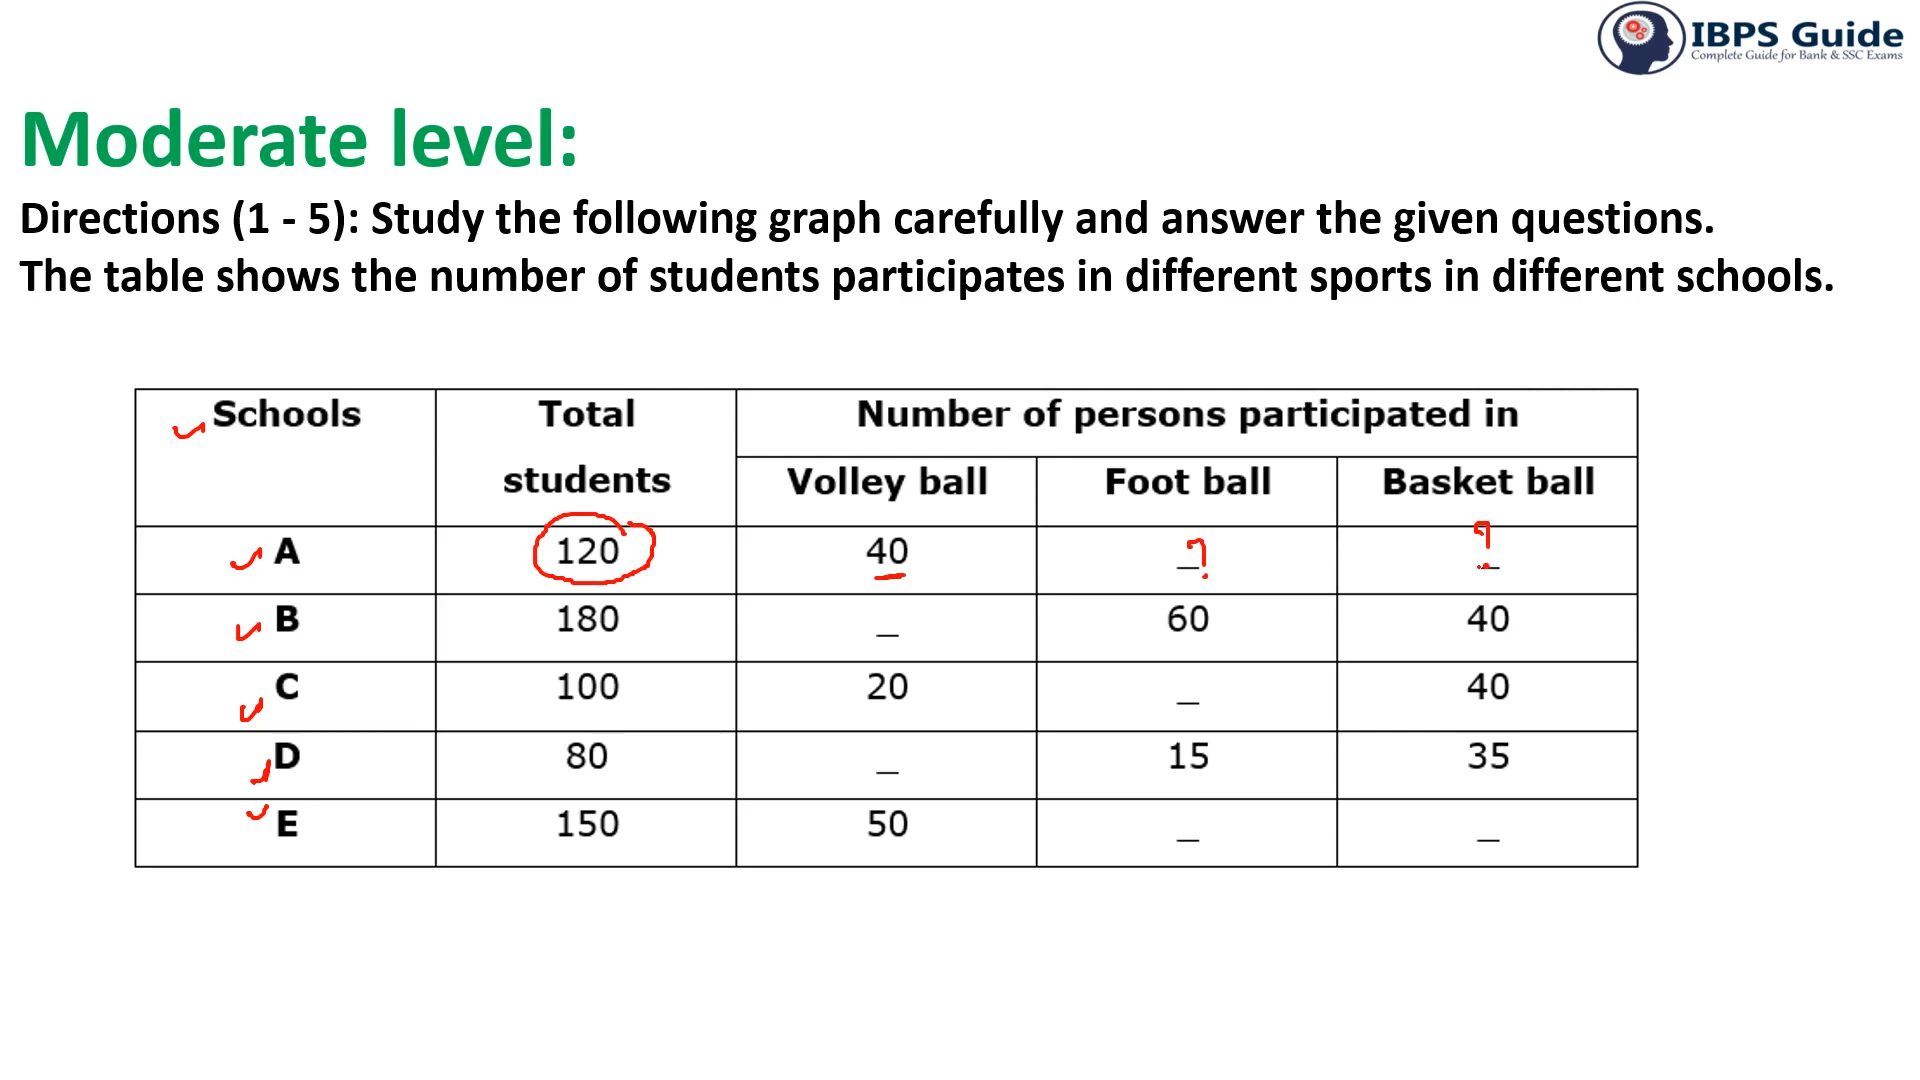 IBPS Guide
Complete Guide for Bank & SSC Exams
Moderate level:
Directions (1 - 5): Study the following graph carefully and answer the given questions.
The table shows the number of students participates in different sports in different schools.
Schools Total students Number of persons participated in
Volley ball Foot ball Basket ball
A 120 40 _ ? _ ?
B 180 _ 60 40
C 100 20 _ 40
D 80 _ 15 35
E 150 50 _ _